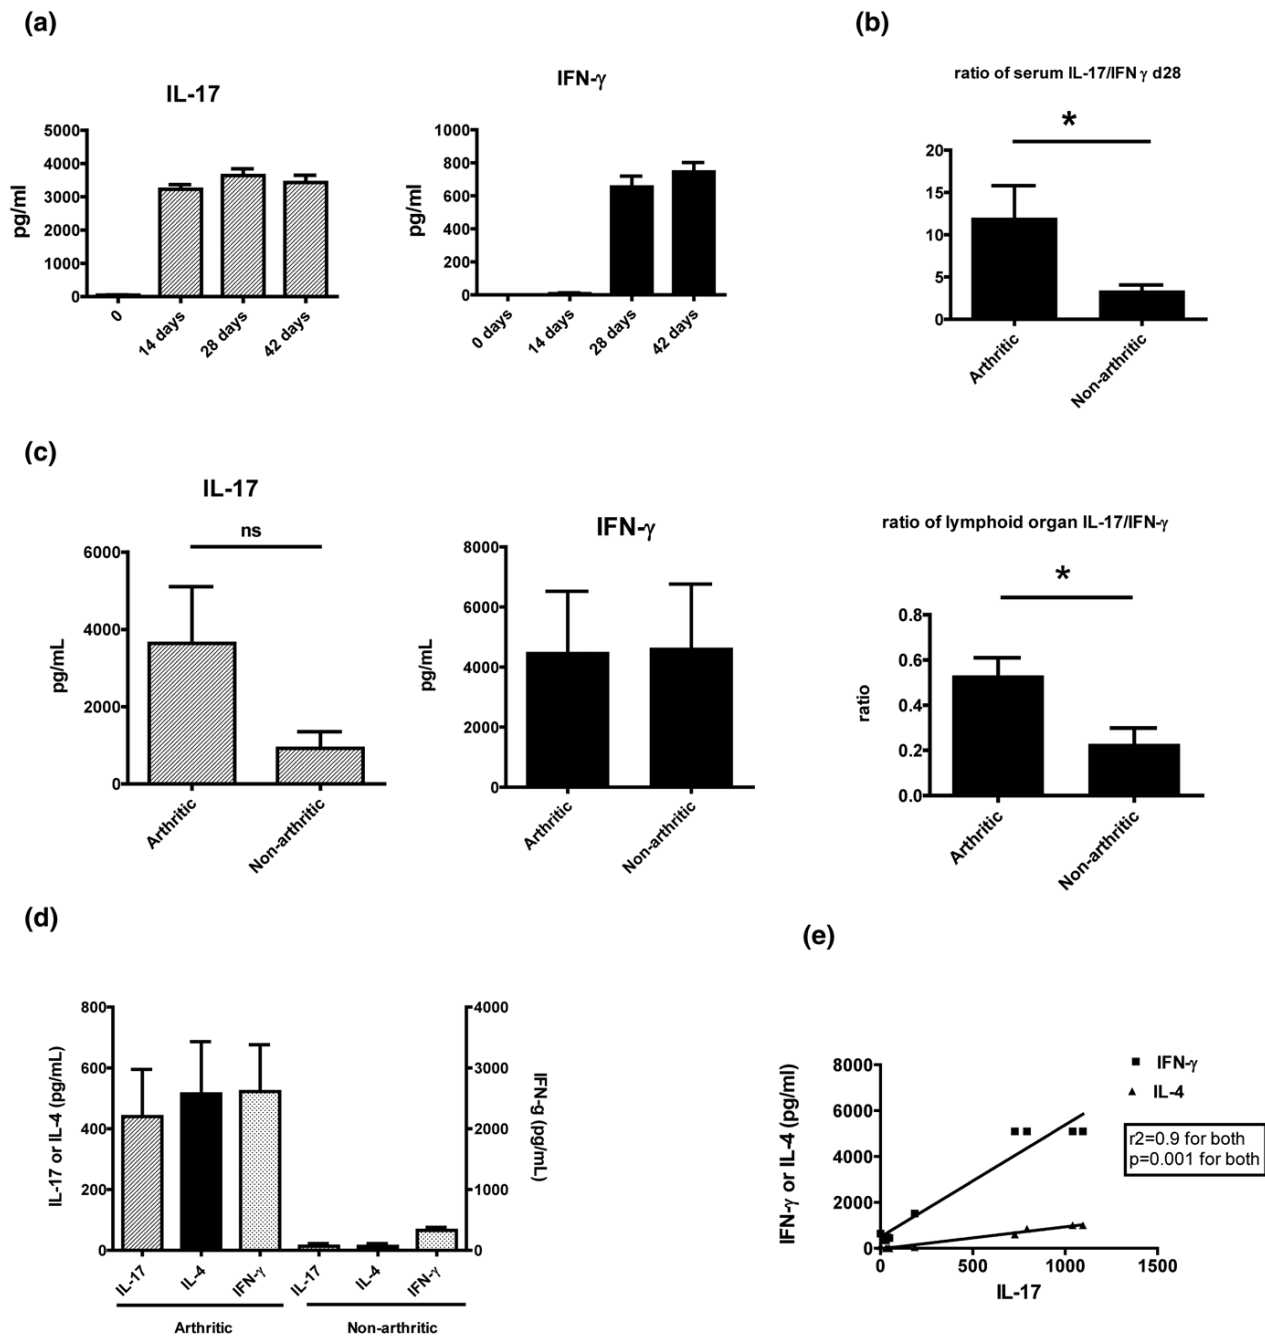 (a)
IL-17
pg/ml
5000
4000
3000
2000
1000
0
0
14 days
28 days
42 days
IFN-γ
pg/ml
1000
800
600
400
200
0
0 days
14 days
28 days
42 days
(b)
ratio of serum IL-17/IFN γ d28
*
20
15
10
5
0
Arthritic
Non-arthritic
(c)
IL-17
ns
pg/mL
6000
4000
2000
0
Arthritic
Non-arthritic
IFN-γ
pg/mL
8000
6000
4000
2000
0
Arthritic
Non-arthritic
ratio of lymphoid organ IL-17/IFN-γ
*
ratio
0.8
0.6
0.4
0.2
0.0
Arthritic
Non-arthritic
(d)
IL-17 or IL-4 (pg/mL)
800
600
400
200
0
4000
3000
2000
1000
0
IFN-g (pg/mL)
IL-17
IL-4
IFN-γ
IL-17
IL-4
IFN-γ
Arthritic
Non-arthritic
(e)
IFN-γ or IL-4 (pg/ml)
8000
6000
4000
2000
0
0
500
1000
1500
IL-17
IFN-γ
IL-4
r2=0.9 for both
p=0.001 for both